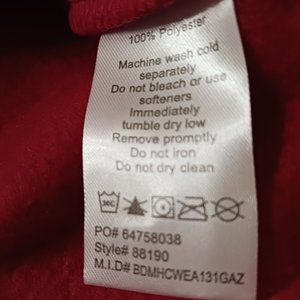 100% Polyester
Machine wash cold
separately
Do not bleach or use
softeners
Immediately
tumble dry low
Remove promptly
Do not iron
Do not dry clean
30C
PO# 64758038
Style# 88190
M.I.D# BDMHCWEA131GAZ